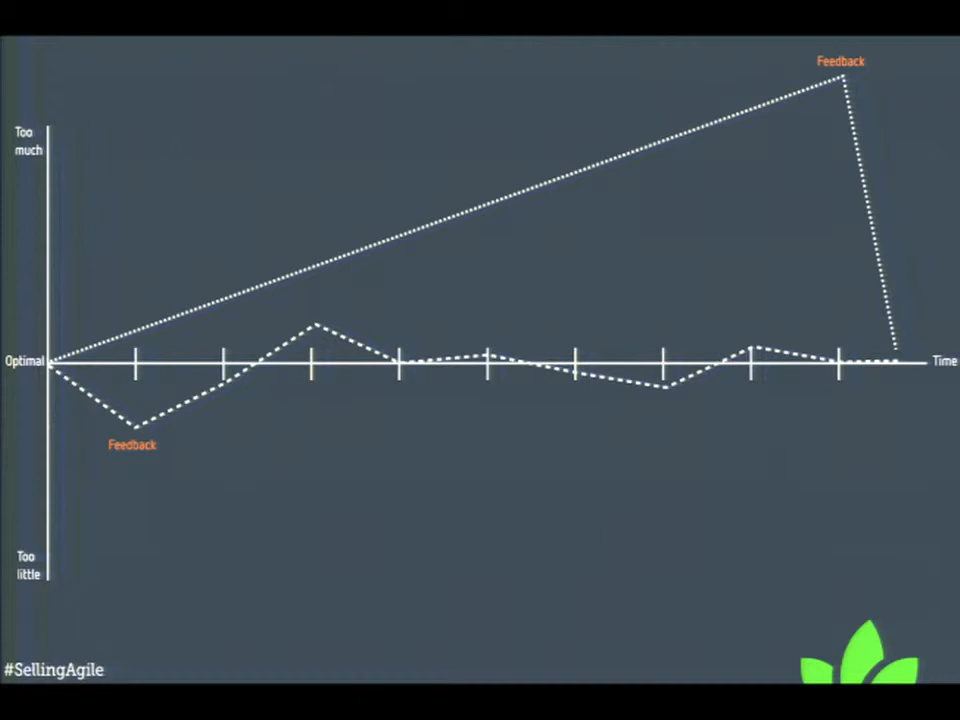 Feedback
Too
much
Optimal
Time
Feedback
Too
little
#SellingAgile